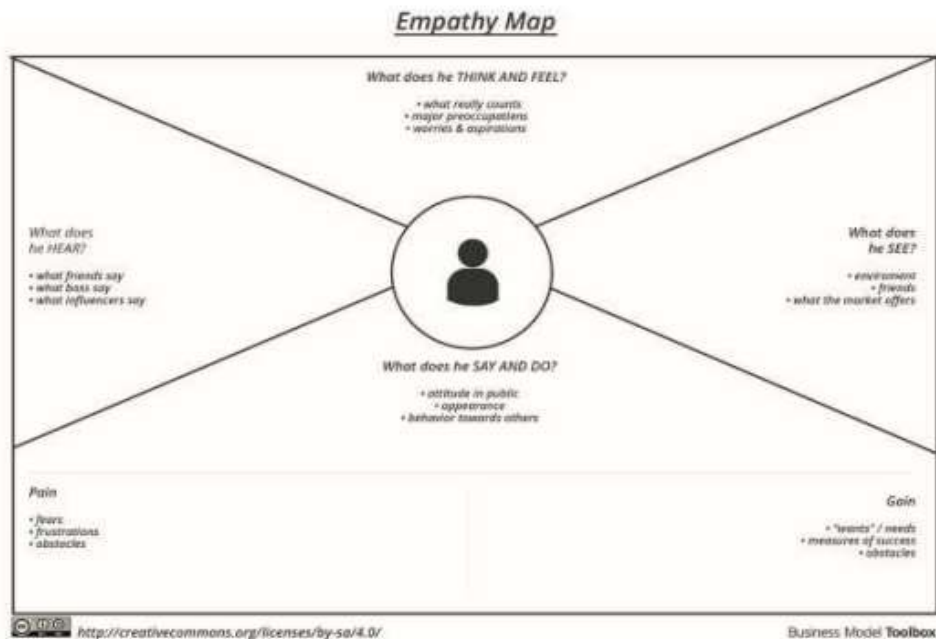 Empathy Map
What does he THINK AND FEEL?
• what really counts
• major preoccupatiens
• worries & aspirations
What does
he HEAR?
• what friends say
• what boss say
• what influencers say
What does
he SEE?
• enviroment
• friends
• what the market offers
What does he SAY AND DO?
• attitude in public
• appearance
• behavior towards others
Pain
• fears
• frustrations
• obstacles
Gain
• "wants" / needs
• measures of success
• obstacles
http://creativecommons.org/licenses/by-sa/4.0/
Business Model Toolbox